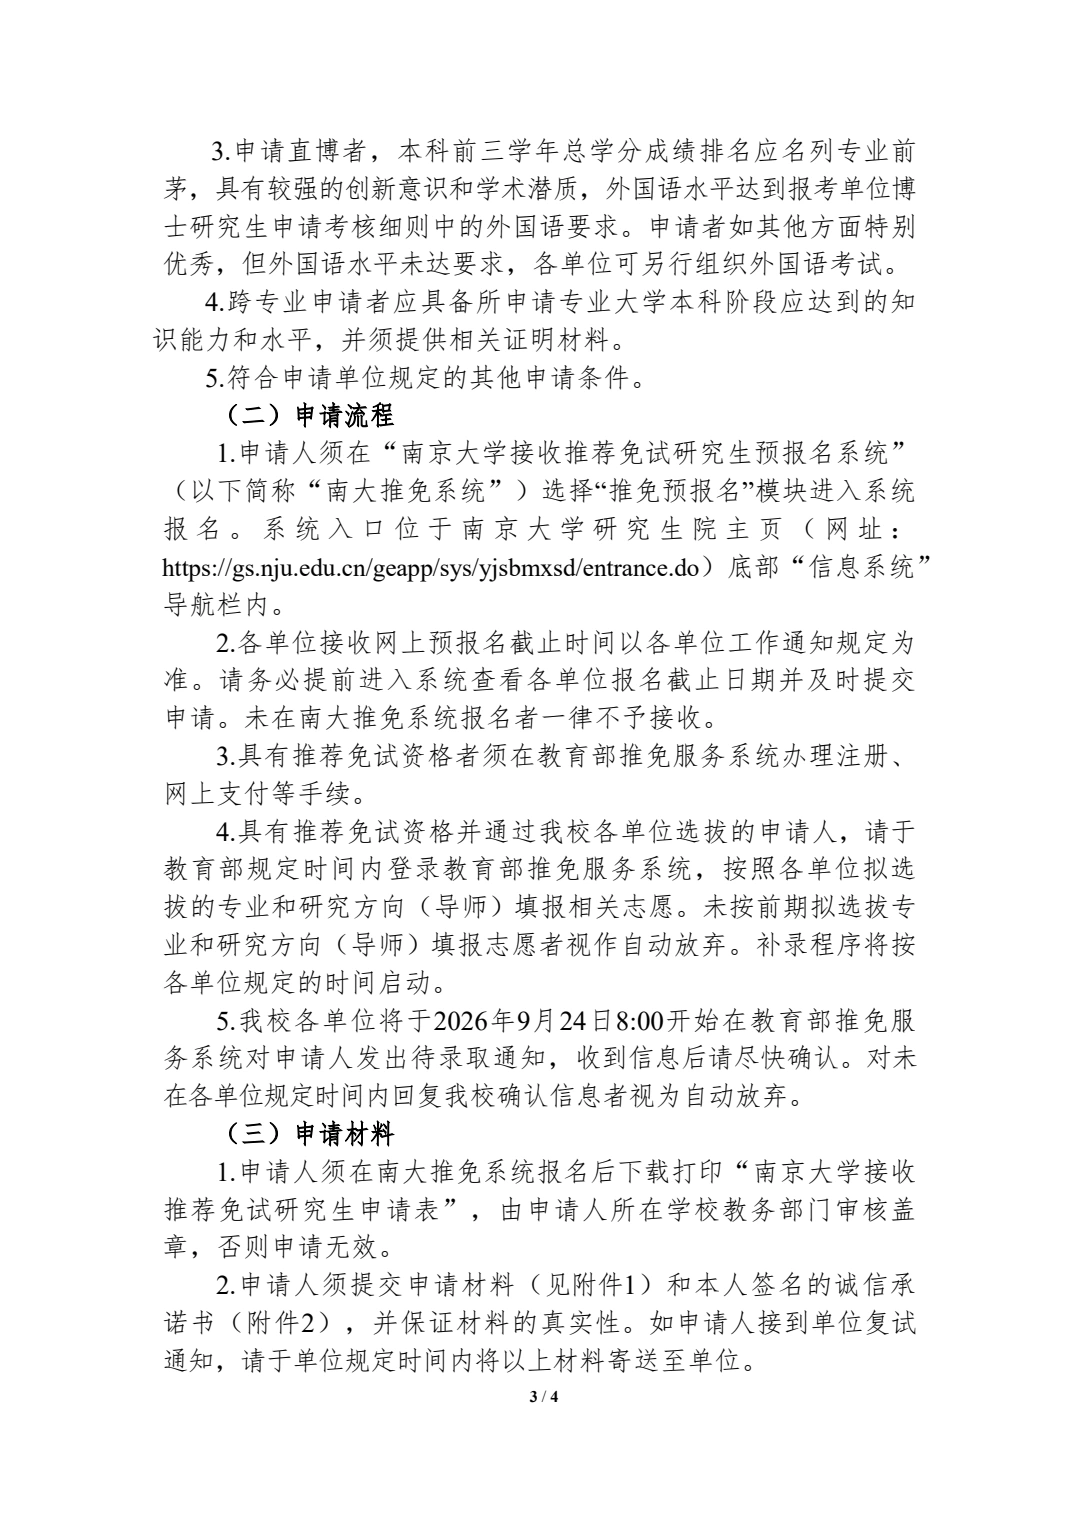 3.申请直博者，本科前三学年总学分成绩排名应名列专业前
茅，具有较强的创新意识和学术潜质，外国语水平达到报考单位博
士研究生申请考核细则中的外国语要求。申请者如其他方面特别
优秀，但外国语水平未达要求，各单位可另行组织外国语考试。
4.跨专业申请者应具备所申请专业大学本科阶段应达到的知
识能力和水平，并须提供相关证明材料。
5.符合申请单位规定的其他申请条件。
（二）申请流程
1.申请人须在“南京大学接收推荐免试研究生预报名系统”
（以下简称“南大推免系统”）选择“推免预报名”模块进入系统
报名。系统入口位于南京大学研究生院主页（网址：
https://gs.nju.edu.cn/geapp/sys/yjsbmxsd/entrance.do）底部“信息系统”
导航栏内。
2.各单位接收网上预报名截止时间以各单位工作通知规定为
准。请务必提前进入系统查看各单位报名截止日期并及时提交
申请。未在南大推免系统报名者一律不予接收。
3.具有推荐免试资格者须在教育部推免服务系统办理注册、
网上支付等手续。
4.具有推荐免试资格并通过我校各单位选拔的申请人，请于
教育部规定时间内登录教育部推免服务系统，按照各单位拟选
拔的专业和研究方向（导师）填报相关志愿。未按前期拟选拔专
业和研究方向（导师）填报志愿者视作自动放弃。补录程序将按
各单位规定的时间启动。
5.我校各单位将于2026年9月24日8:00开始在教育部推免服
务系统对申请人发出待录取通知，收到信息后请尽快确认。对未
在各单位规定时间内回复我校确认信息者视为自动放弃。
（三）申请材料
1.申请人须在南大推免系统报名后下载打印“南京大学接收
推荐免试研究生申请表”，由申请人所在学校教务部门审核盖
章，否则申请无效。
2.申请人须提交申请材料（见附件1）和本人签名的诚信承
诺书（附件2），并保证材料的真实性。如申请人接到单位复试
通知，请于单位规定时间内将以上材料寄送至单位。
3 / 4